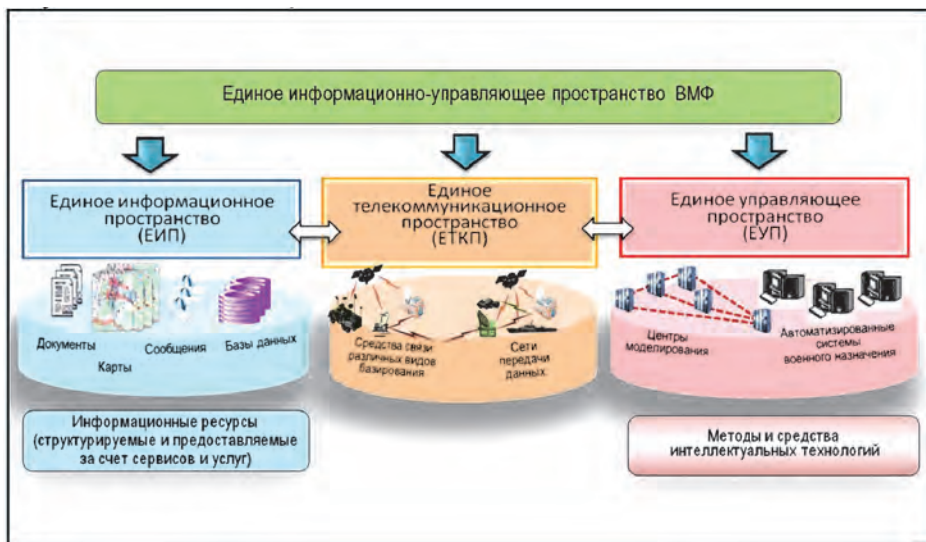 Единое информационно-управляющее пространство ВМФ
Единое информационное
пространство
(ЕИП)
Единое
телекоммуникационное
пространство
(ЕТКП)
Единое управляющее
пространство
(ЕУП)
Документы
Карты
Сообщения
Базы данных
Средства связи
различных видов
базирования
Сети
передачи
данных
Центры
моделирования
Автоматизированные
системы
военного назначения
Информационные ресурсы
(структурируемые и предоставляемые
за счет сервисов и услуг)
Методы и средства
интеллектуальных технологий